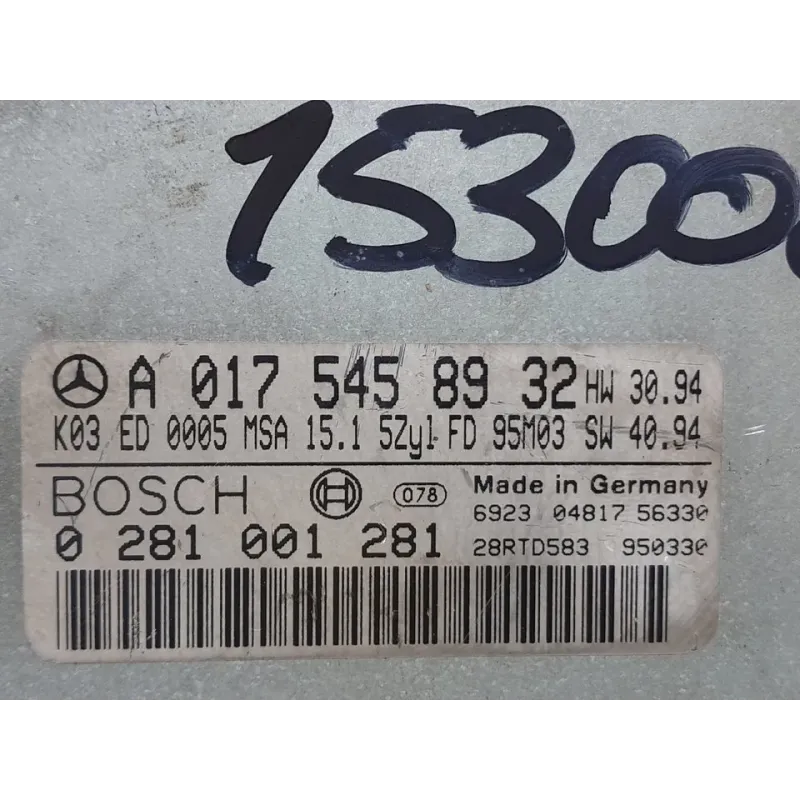 1S300
A 017 545 89 32 HW 30.94
K03 ED 0005 MSA 15.1 5Zyl FD 95M03 SW 40.94
BOSCH 078 Made in Germany
6923 04817 56330
0 281 001 281 28RTD583 950330